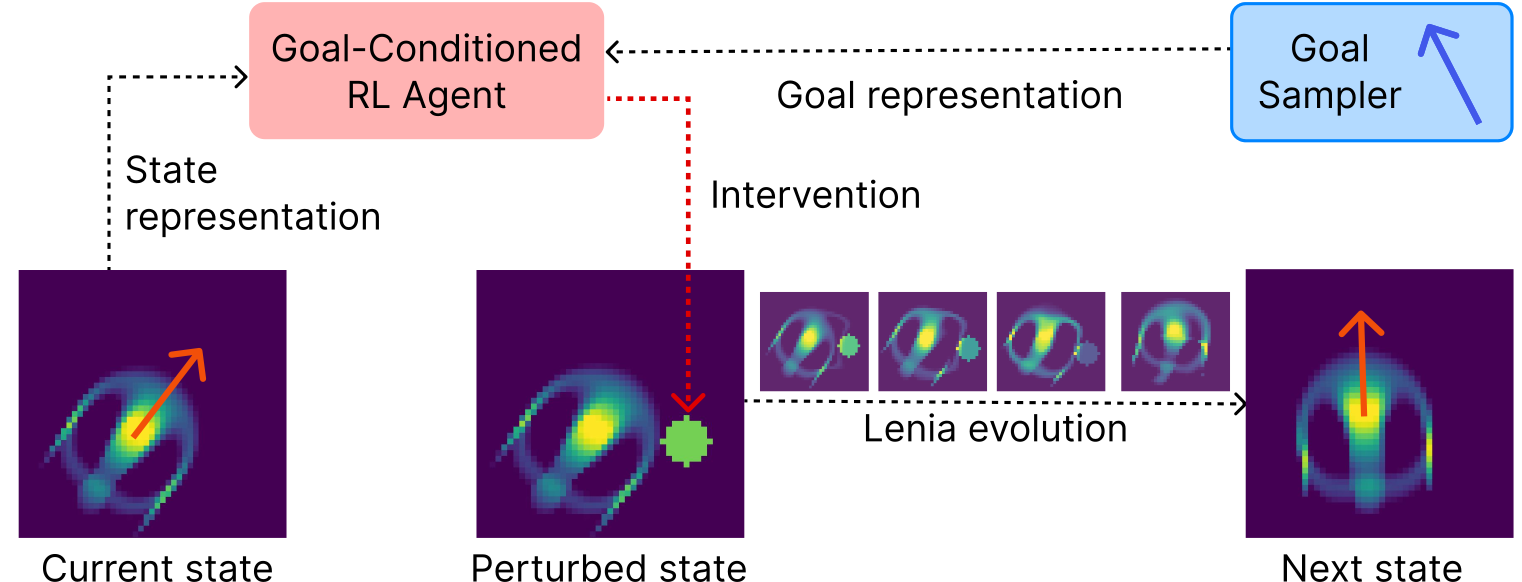 Goal-Conditioned
RL Agent
Goal
Sampler
Goal representation
State
representation
Intervention
Lenia evolution
Current state
Perturbed state
Next state